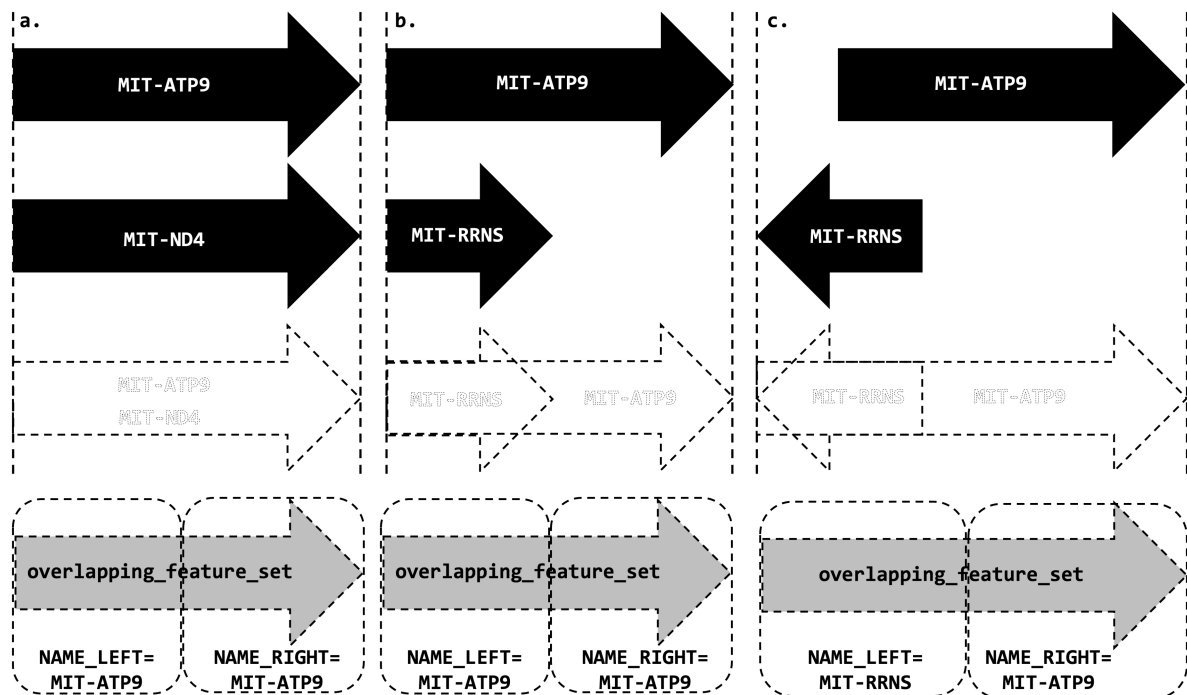 a.
MIT-ATP9
MIT-ND4
MIT-ATP9
MIT-ND4
overlapping_feature_set
NAME_LEFT=
MIT-ATP9
NAME_RIGHT=
MIT-ATP9
b.
MIT-ATP9
MIT-RRNS
MIT-RRNS
MIT-ATP9
overlapping_feature_set
NAME_LEFT=
MIT-ATP9
NAME_RIGHT=
MIT-ATP9
c.
MIT-ATP9
MIT-RRNS
MIT-RRNS
MIT-ATP9
overlapping_feature_set
NAME_LEFT=
MIT-RRNS
NAME_RIGHT=
MIT-ATP9